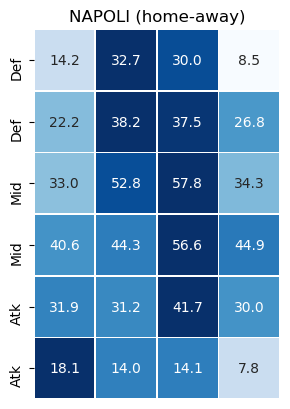 NAPOLI (home-away)
Def 14.2 32.7 30.0 8.5
Def 22.2 38.2 37.5 26.8
Mid 33.0 52.8 57.8 34.3
Mid 40.6 44.3 56.6 44.9
Atk 31.9 31.2 41.7 30.0
Atk 18.1 14.0 14.1 7.8